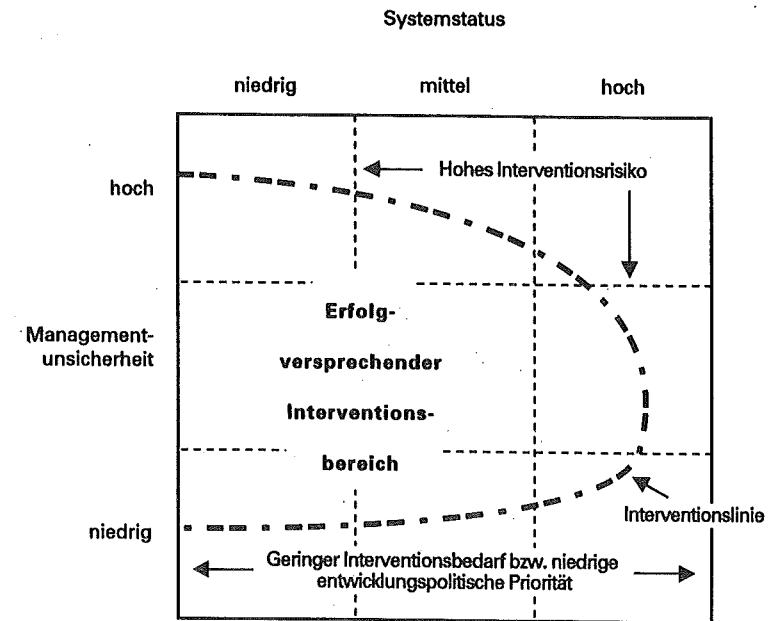 Systemstatus
niedrig mittel hoch
Hohes Interventionsrisiko
hoch
Erfolg-
Management-
unsicherheit
versprechender
Interventions-
bereich
Interventionslinie
niedrig
Geringer Interventionsbedarf bzw. niedrige
entwicklungspolitische Priorität